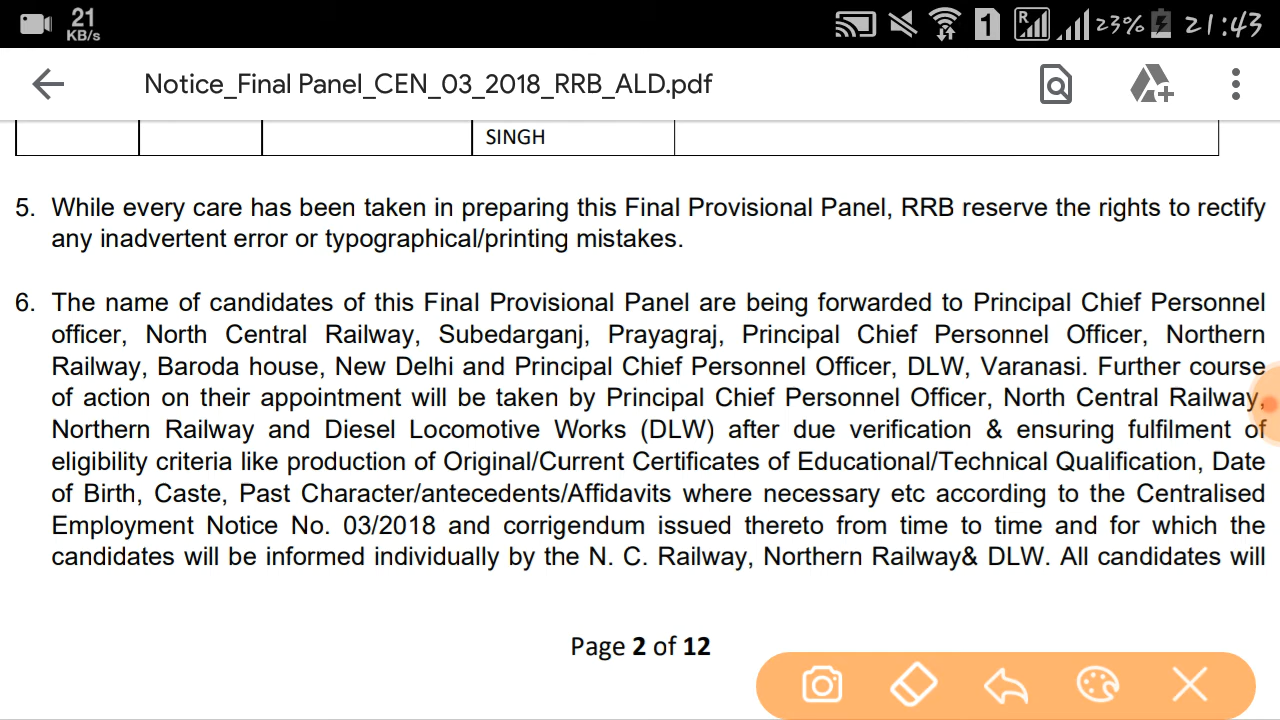 21
KB/s
1
R
23%
21:43
Notice_Final Panel_CEN_03_2018_RRB_ALD.pdf
SINGH
5. While every care has been taken in preparing this Final Provisional Panel, RRB reserve the rights to rectify
any inadvertent error or typographical/printing mistakes.
6. The name of candidates of this Final Provisional Panel are being forwarded to Principal Chief Personnel
officer, North Central Railway, Subedarganj, Prayagraj, Principal Chief Personnel Officer, Northern
Railway, Baroda house, New Delhi and Principal Chief Personnel Officer, DLW, Varanasi. Further course
of action on their appointment will be taken by Principal Chief Personnel Officer, North Central Railway,
Northern Railway and Diesel Locomotive Works (DLW) after due verification & ensuring fulfilment of
eligibility criteria like production of Original/Current Certificates of Educational/Technical Qualification, Date
of Birth, Caste, Past Character/antecedents/Affidavits where necessary etc according to the Centralised
Employment Notice No. 03/2018 and corrigendum issued thereto from time to time and for which the
candidates will be informed individually by the N. C. Railway, Northern Railway& DLW. All candidates will
Page 2 of 12